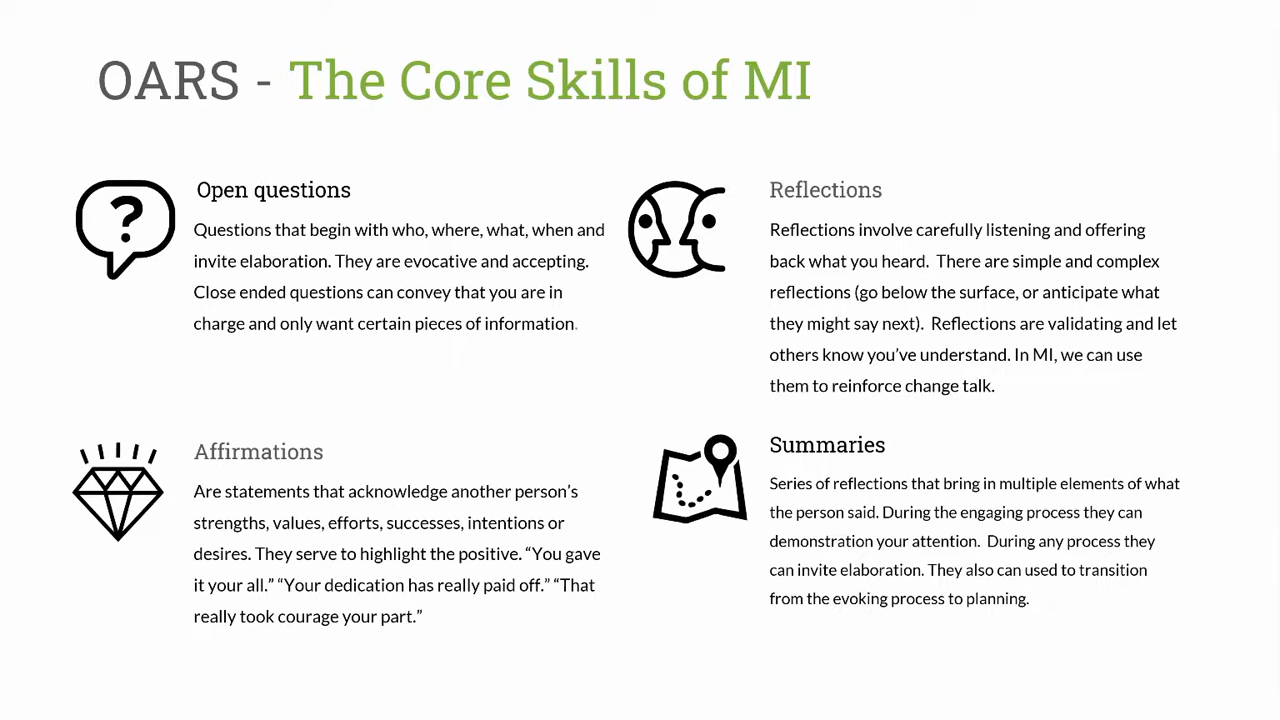 OARS - The Core Skills of MI
?
Open questions
Questions that begin with who, where, what, when and
invite elaboration. They are evocative and accepting.
Close ended questions can convey that you are in
charge and only want certain pieces of information.
Affirmations
Are statements that acknowledge another person's
strengths, values, efforts, successes, intentions or
desires. They serve to highlight the positive. “You gave
it your all.” “Your dedication has really paid off.” “That
really took courage your part.”
Reflections
Reflections involve carefully listening and offering
back what you heard.  There are simple and complex
reflections (go below the surface, or anticipate what
they might say next).  Reflections are validating and let
others know you’ve understand. In MI, we can use
them to reinforce change talk.
Summaries
Series of reflections that bring in multiple elements of what
the person said. During the engaging process they can
demonstration your attention.  During any process they
can invite elaboration. They also can used to transition
from the evoking process to planning.